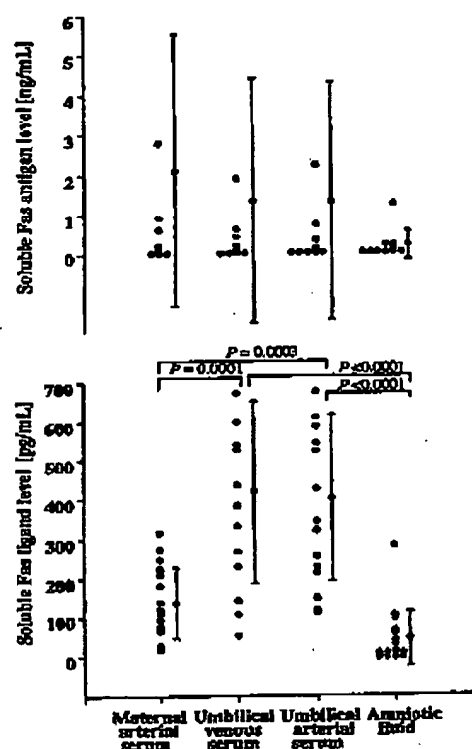 Soluble Fas antigen level [ng/mL]
6
5
4
3
2
1
0
P = 0.0003
P = 0.0001
P < 0.0001
P < 0.0001
Soluble Fas ligand level [pg/mL]
700
600
500
400
300
200
100
0
Maternal arterial serum
Umbilical venous serum
Umbilical arterial serum
Amniotic fluid